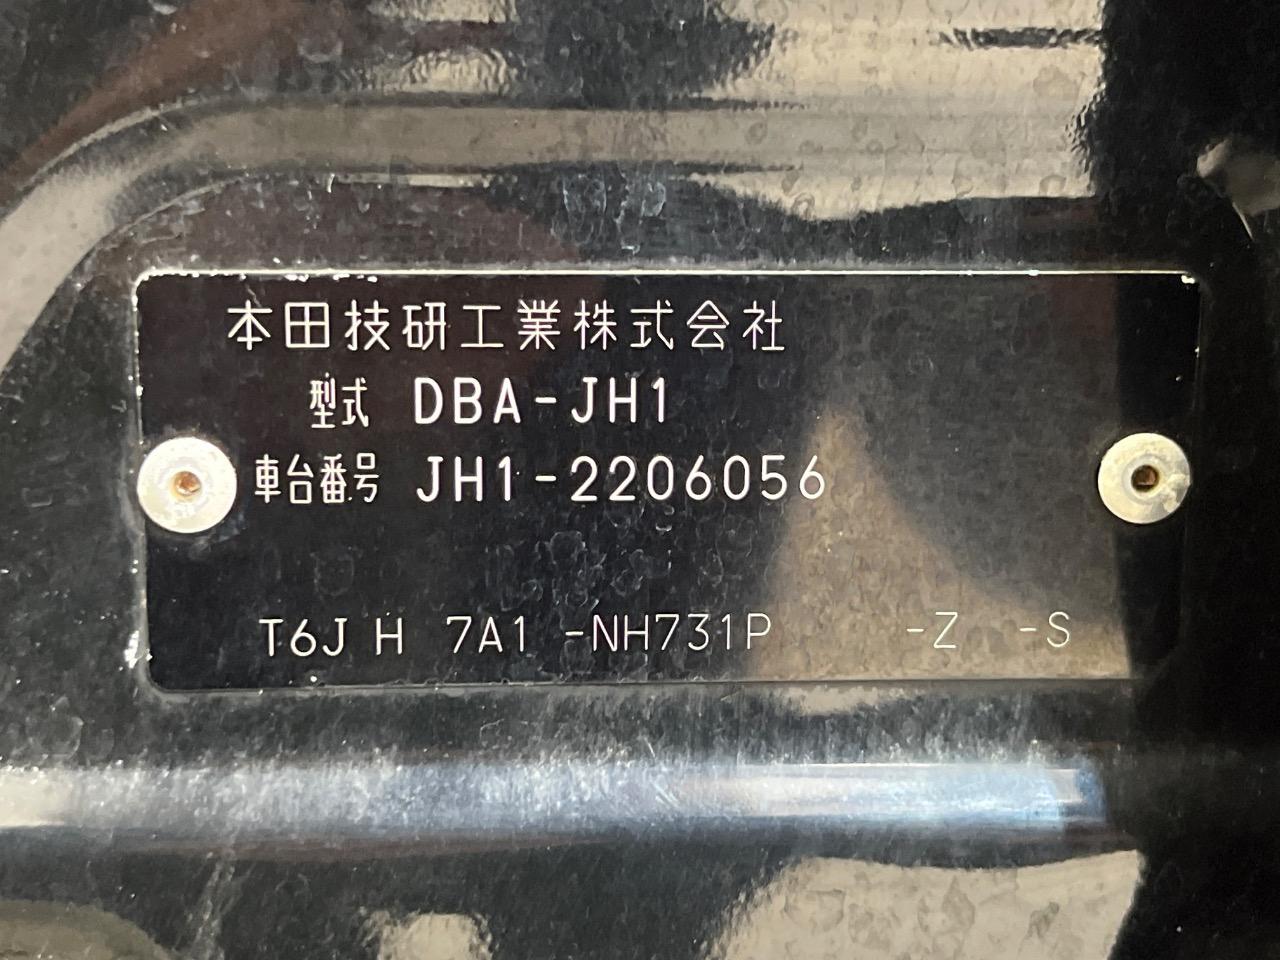 本田技研工業株式会社
型式 DBA-JH1
車台番号 JH1-2206056
T6J H 7A1 -NH731P -Z -S